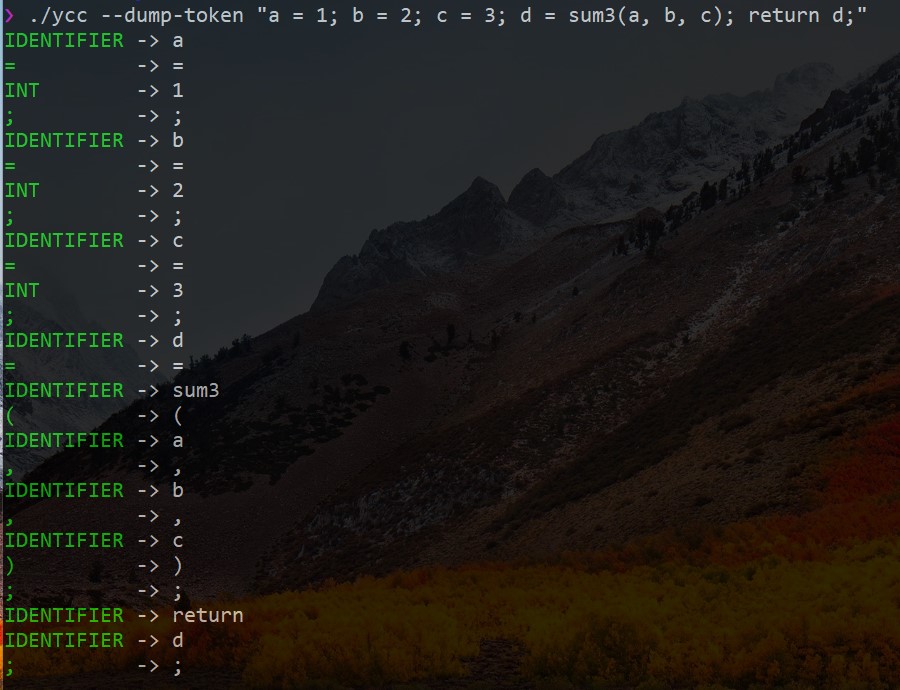 ❯ ./ycc --dump-token "a = 1; b = 2; c = 3; d = sum3(a, b, c); return d;"
IDENTIFIER -> a
= -> =
INT -> 1
; -> ;
IDENTIFIER -> b
= -> =
INT -> 2
; -> ;
IDENTIFIER -> c
= -> =
INT -> 3
; -> ;
IDENTIFIER -> d
= -> =
IDENTIFIER -> sum3
( -> (
IDENTIFIER -> a
, -> ,
IDENTIFIER -> b
, -> ,
IDENTIFIER -> c
) -> )
; -> ;
IDENTIFIER -> return
IDENTIFIER -> d
; -> ;